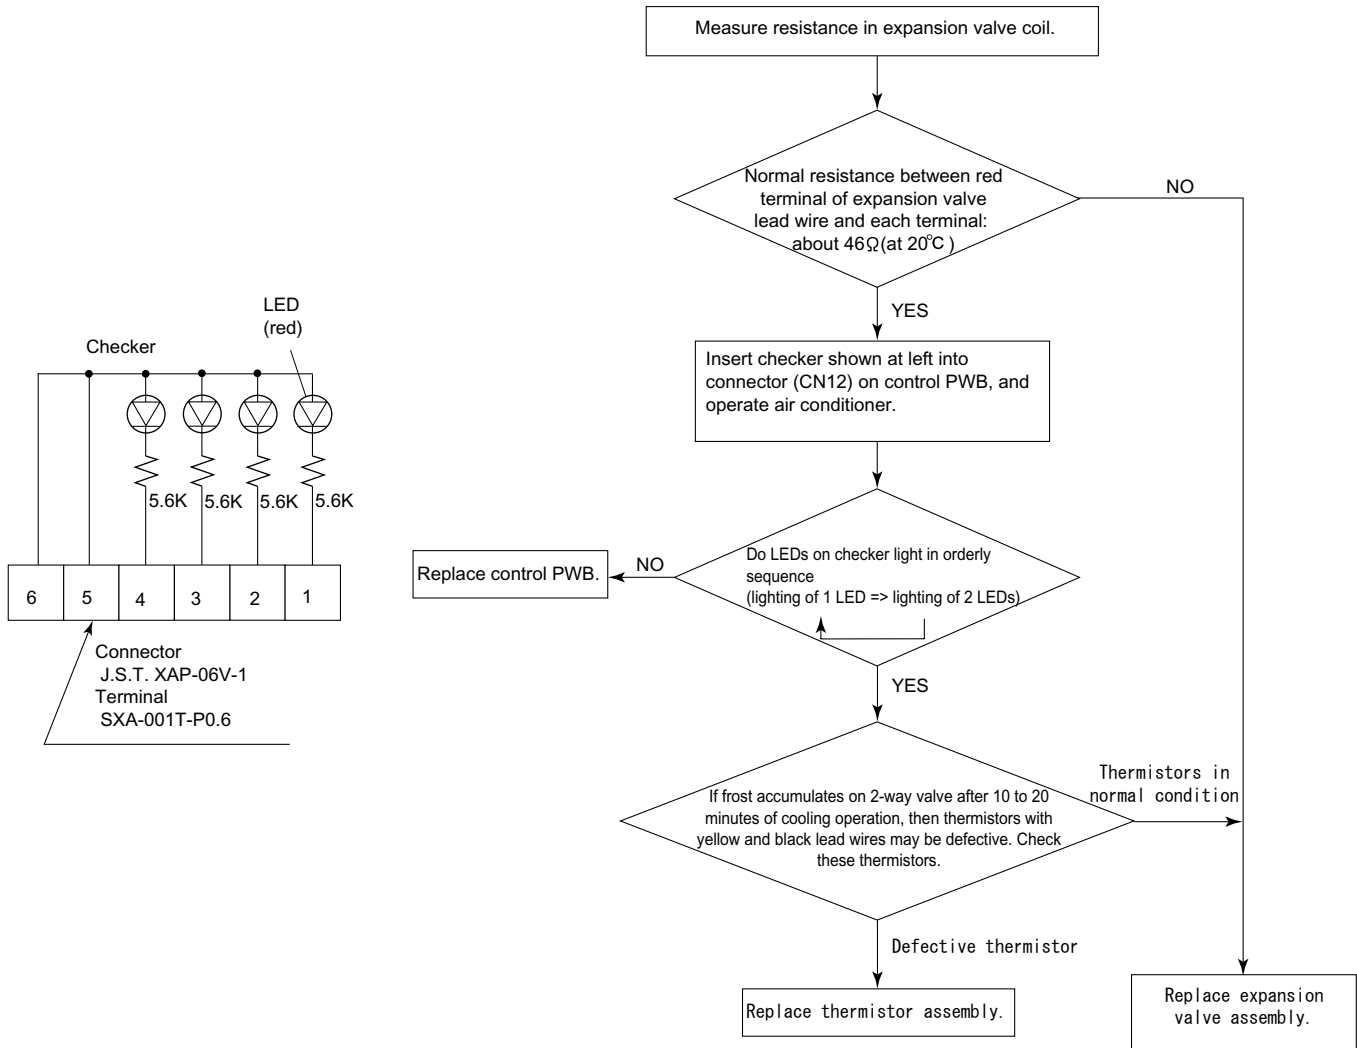 Measure resistance in expansion valve coil.
Normal resistance between red
terminal of expansion valve
lead wire and each terminal:
about 46Ω(at 20℃)
NO
YES
Insert checker shown at left into
connector (CN12) on control PWB, and
operate air conditioner.
LED
(red)
Checker
5.6K
5.6K
5.6K
5.6K
6
5
4
3
2
1
Connector
J.S.T. XAP-06V-1
Terminal
SXA-001T-P0.6
Do LEDs on checker light in orderly
sequence
(lighting of 1 LED => lighting of 2 LEDs)
NO
Replace control PWB.
YES
If frost accumulates on 2-way valve after 10 to 20
minutes of cooling operation, then thermistors with
yellow and black lead wires may be defective. Check
these thermistors.
Thermistors in
normal condition
Defective thermistor
Replace thermistor assembly.
Replace expansion
valve assembly.